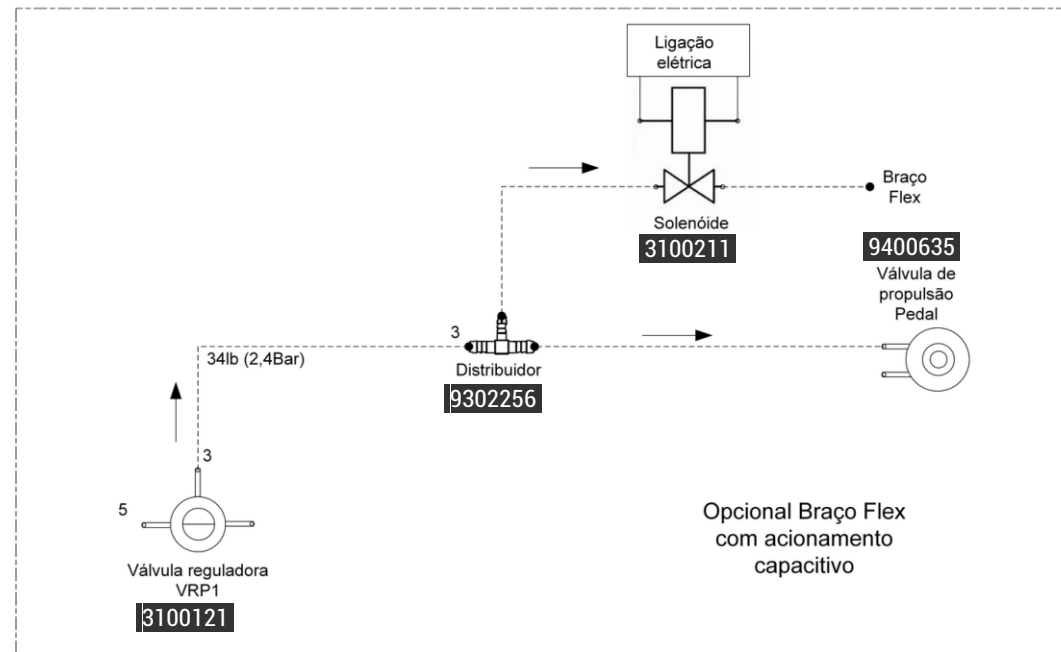 Ligação
elétrica
Braço
Flex
Solenóide
3100211
9400635
Válvula de
propulsão
Pedal
3
34lb (2,4Bar)
Distribuidor
9302256
3
5
Válvula reguladora
VRP1
3100121
Opcional Braço Flex
com acionamento
capacitivo